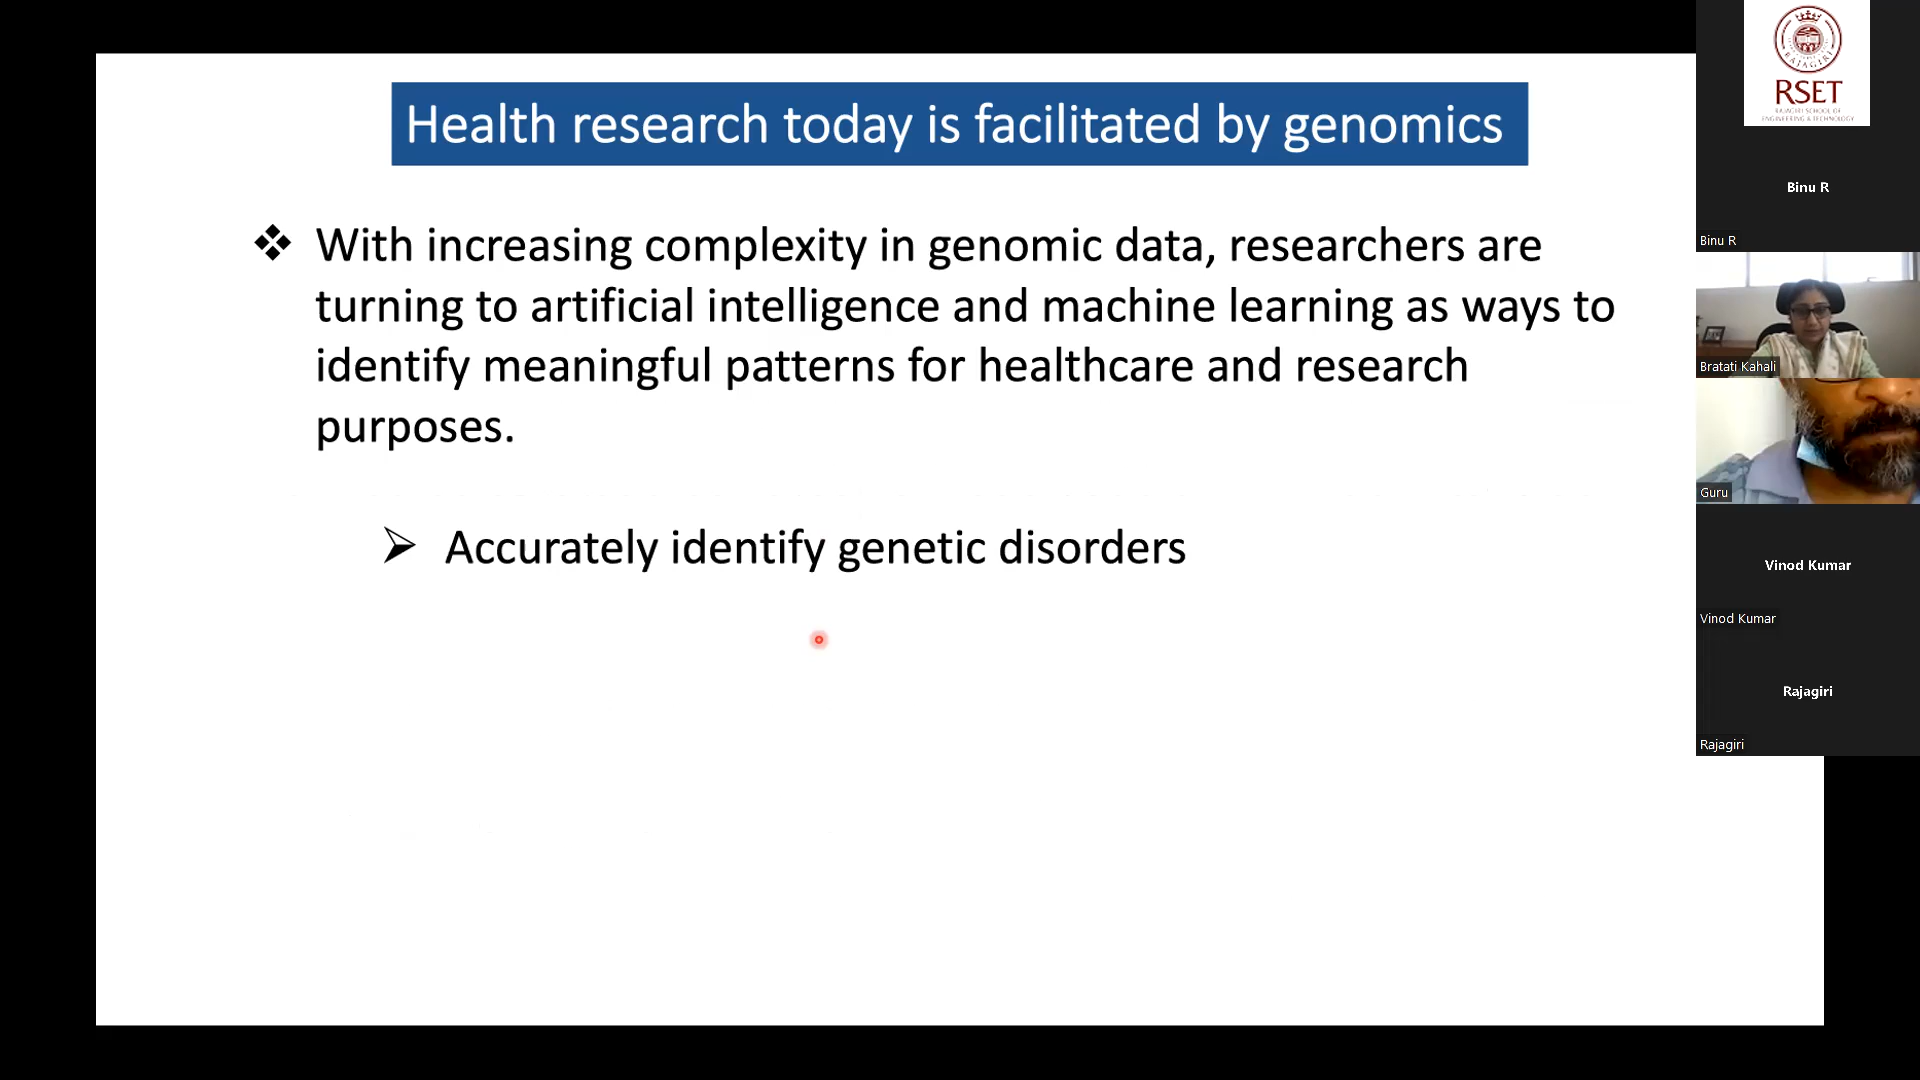 Health research today is facilitated by genomics
With increasing complexity in genomic data, researchers are
turning to artificial intelligence and machine learning as ways to
identify meaningful patterns for healthcare and research
purposes.
Accurately identify genetic disorders
RAJAGIRI
RSET
RAJAGIRI SCHOOL OF
ENGINEERING & TECHNOLOGY
Binu R
Binu R
Bratati Kahali
Guru
Vinod Kumar
Vinod Kumar
Rajagiri
Rajagiri